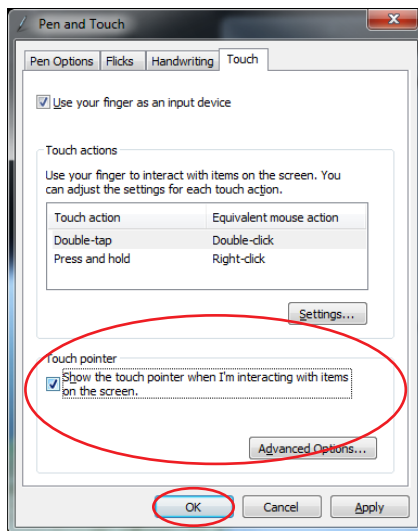 Pen and Touch
Pen Options Flicks Handwriting Touch
Use your finger as an input device
Touch actions
Use your finger to interact with items on the screen. You
can adjust the settings for each touch action.
Touch action Equivalent mouse action
Double-tap Double-click
Press and hold Right-click
Settings...
Touch pointer
Show the touch pointer when I'm interacting with items
on the screen.
Advanced Options...
OK Cancel Apply